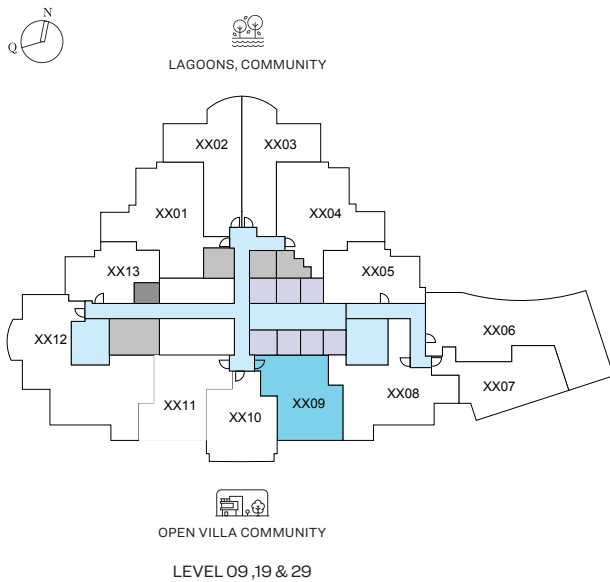 N
Q
LAGOONS, COMMUNITY
XX02 XX03
XX01 XX04
XX13 XX05
XX12 XX06
XX11 XX10 XX09 XX08 XX07
OPEN VILLA COMMUNITY
LEVEL 09 ,19 & 29